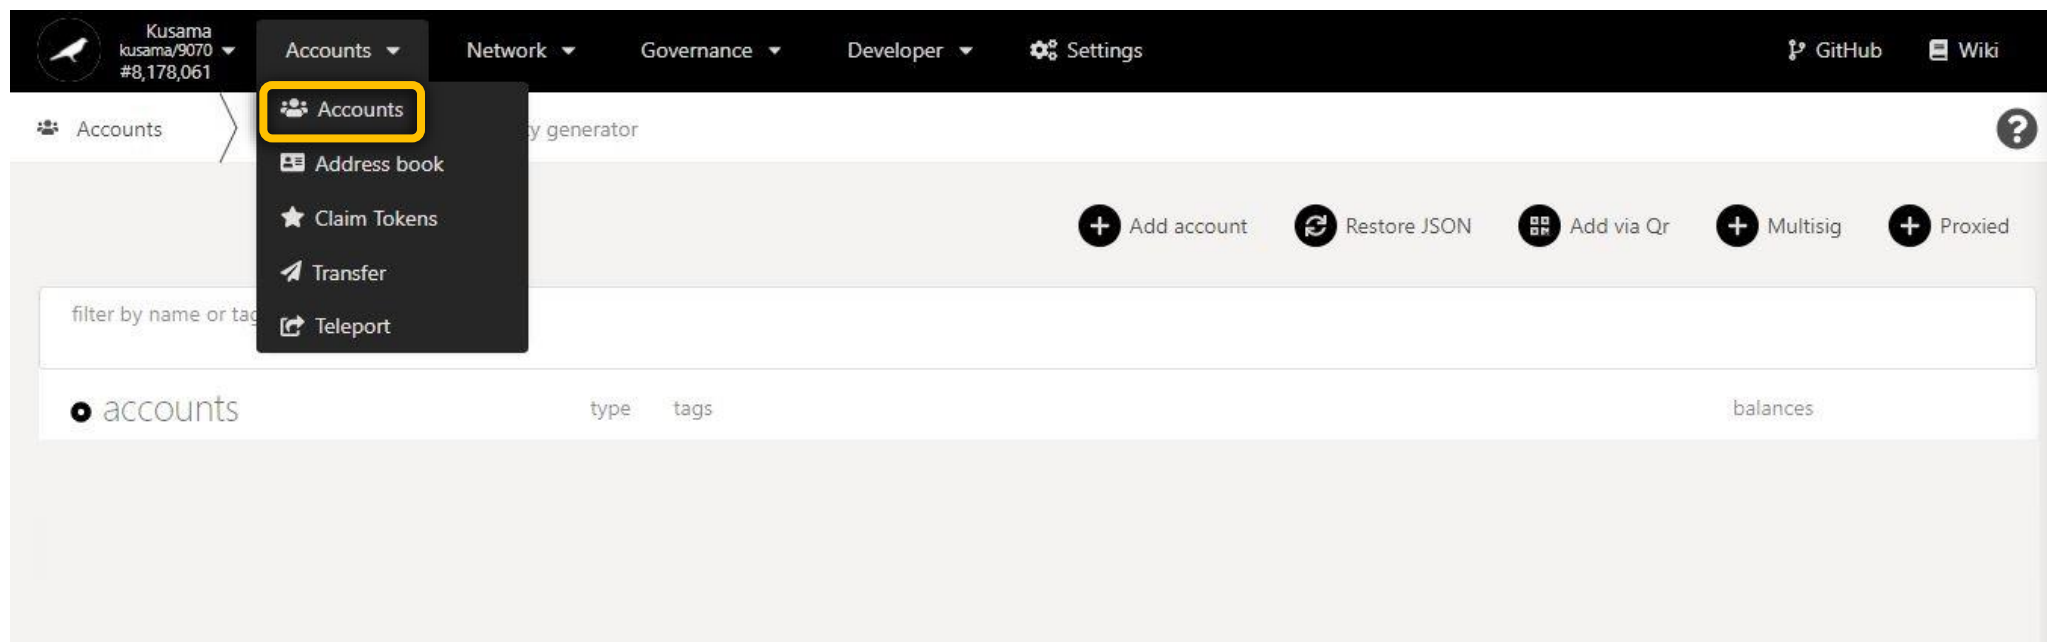 Kusama
kusama/9070
#8,178,061
Accounts
Network
Governance
Developer
Settings
GitHub
Wiki
Accounts
Accounts
generator
Address book
Claim Tokens
Transfer
Teleport
Add account
Restore JSON
Add via Qr
Multisig
Proxied
filter by name or tag
accounts
type
tags
balances